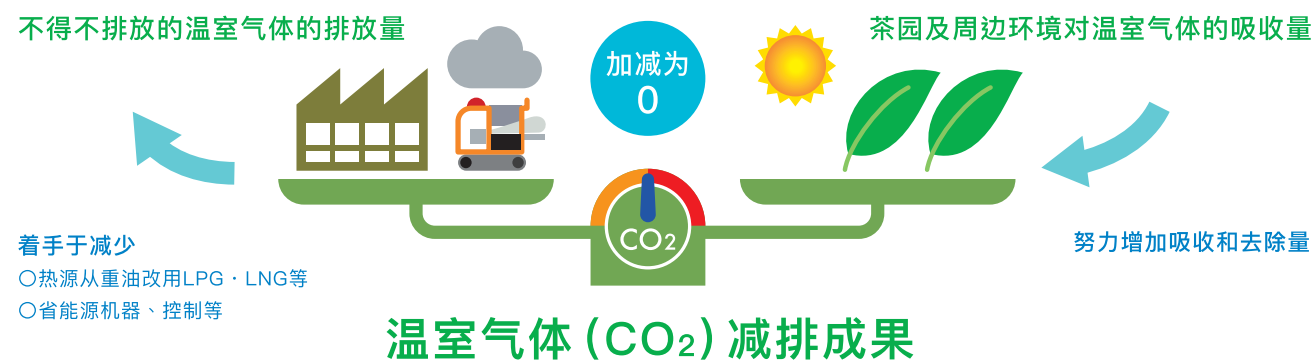 不得不排放的温室气体的排放量
茶园及周边环境对温室气体的吸收量
加减为
0
着手于减少
〇热源从重油改用LPG・LNG等
〇省能源机器、控制等
CO2
努力增加吸收和去除量
温室气体（CO2）减排成果